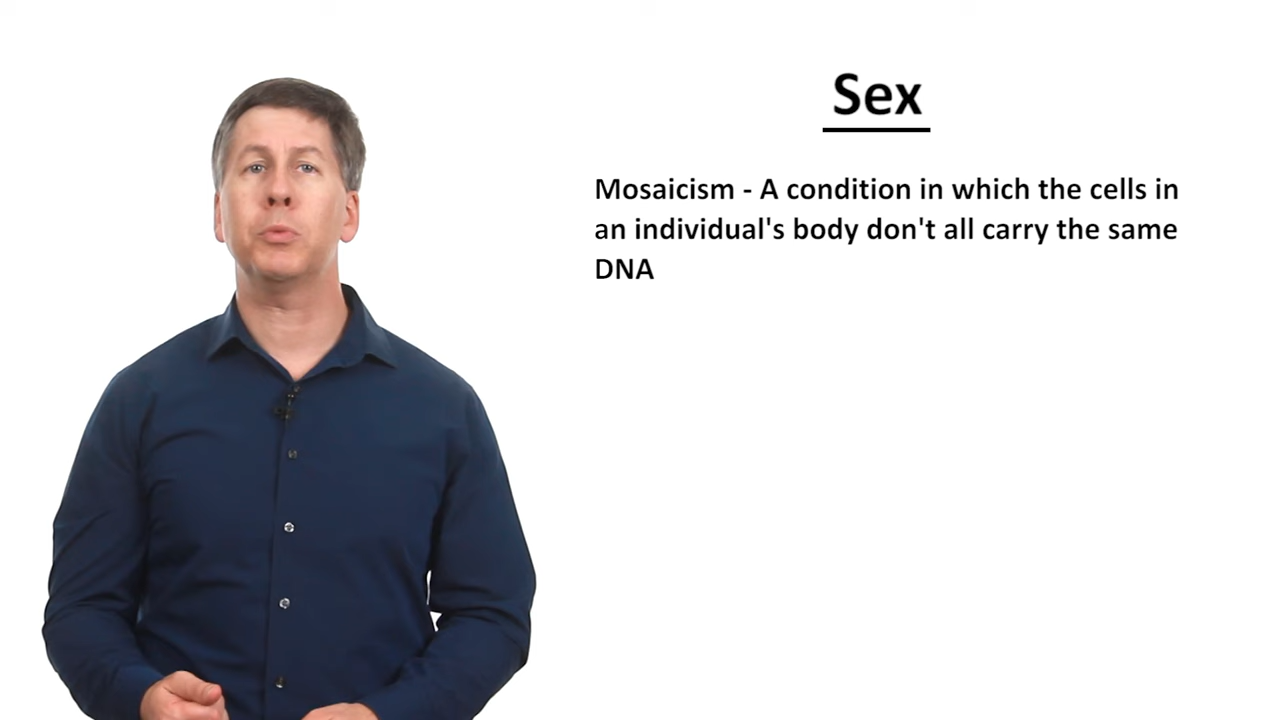 Sex
Mosaicism - A condition in which the cells in
an individual's body don't all carry the same
DNA